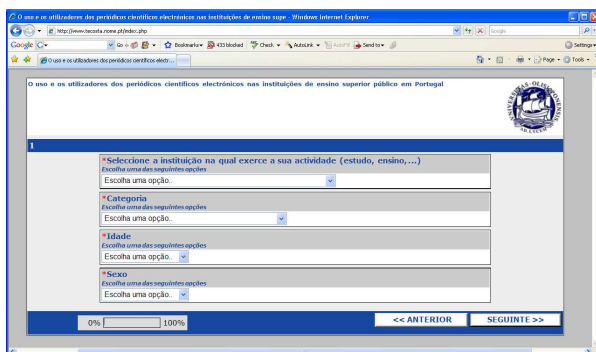 O uso e os utilizadores dos periódicos científicos electrónicos nas instituições de ensino supe - Windows Internet Explorer
http://www.tecosta.nome.pt/index.php
Google
Google
Go
Bookmarks
433 blocked
Check
AutoLink
AutoFill
Send to
Settings
O uso e os utilizadores dos periódicos científicos electr...
Page
Tools
O uso e os utilizadores dos periódicos científicos electrónicos nas instituições de ensino superior público em Portugal
1
*Seleccione a instituição na qual exerce a sua actividade (estudo, ensino,...)
Escolha uma das seguintes opções
Escolha uma opção..
*Categoria
Escolha uma das seguintes opções
Escolha uma opção..
*Idade
Escolha uma das seguintes opções
Escolha uma opção..
*Sexo
Escolha uma das seguintes opções
Escolha uma opção..
0% 100%
<< ANTERIOR
SEGUINTE >>